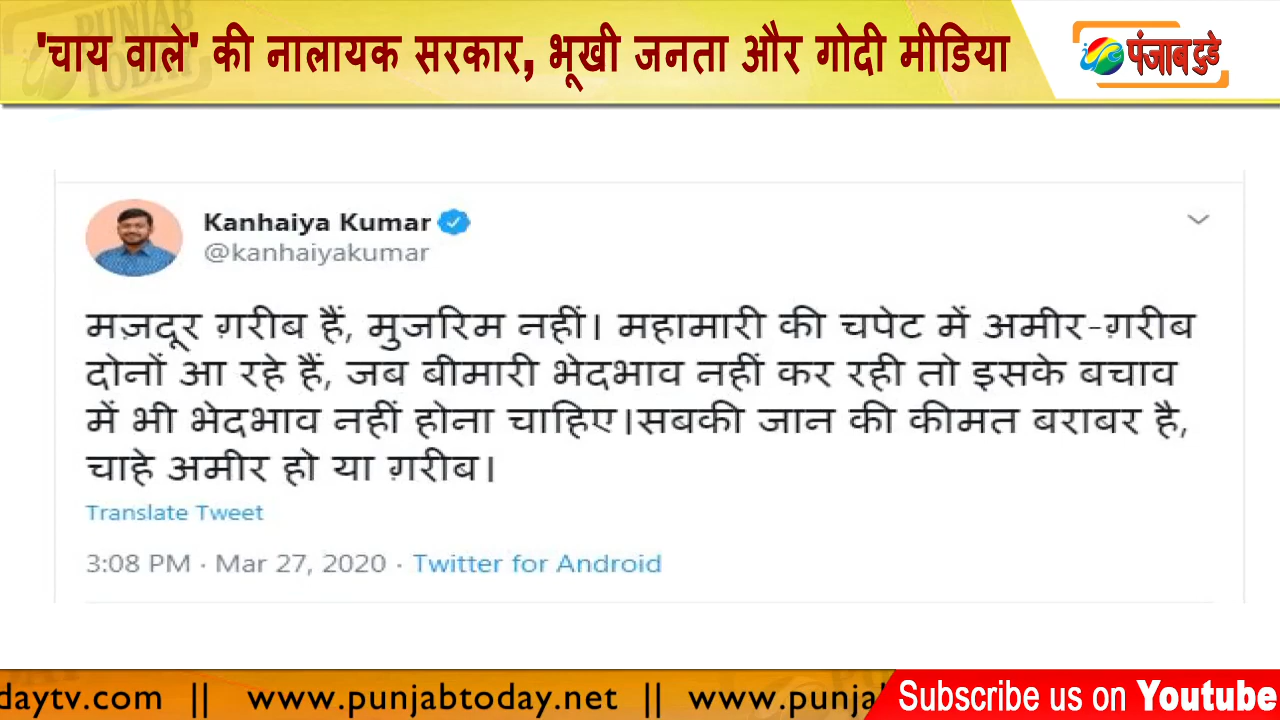 'चाय वाले' की नालायक सरकार, भूखी जनता और गोदी मीडिया
पंजाब टुडे
Kanhaiya Kumar
@kanhaiyakumar
मज़दूर ग़रीब हैं, मुजरिम नहीं। महामारी की चपेट में अमीर-ग़रीब
दोनों आ रहे हैं, जब बीमारी भेदभाव नहीं कर रही तो इसके बचाव
में भी भेदभाव नहीं होना चाहिए।सबकी जान की कीमत बराबर है,
चाहे अमीर हो या ग़रीब।
Translate Tweet
3:08 PM · Mar 27, 2020 · Twitter for Android
daytv.com || www.punjabtoday.net || www.punja
Subscribe us on Youtube